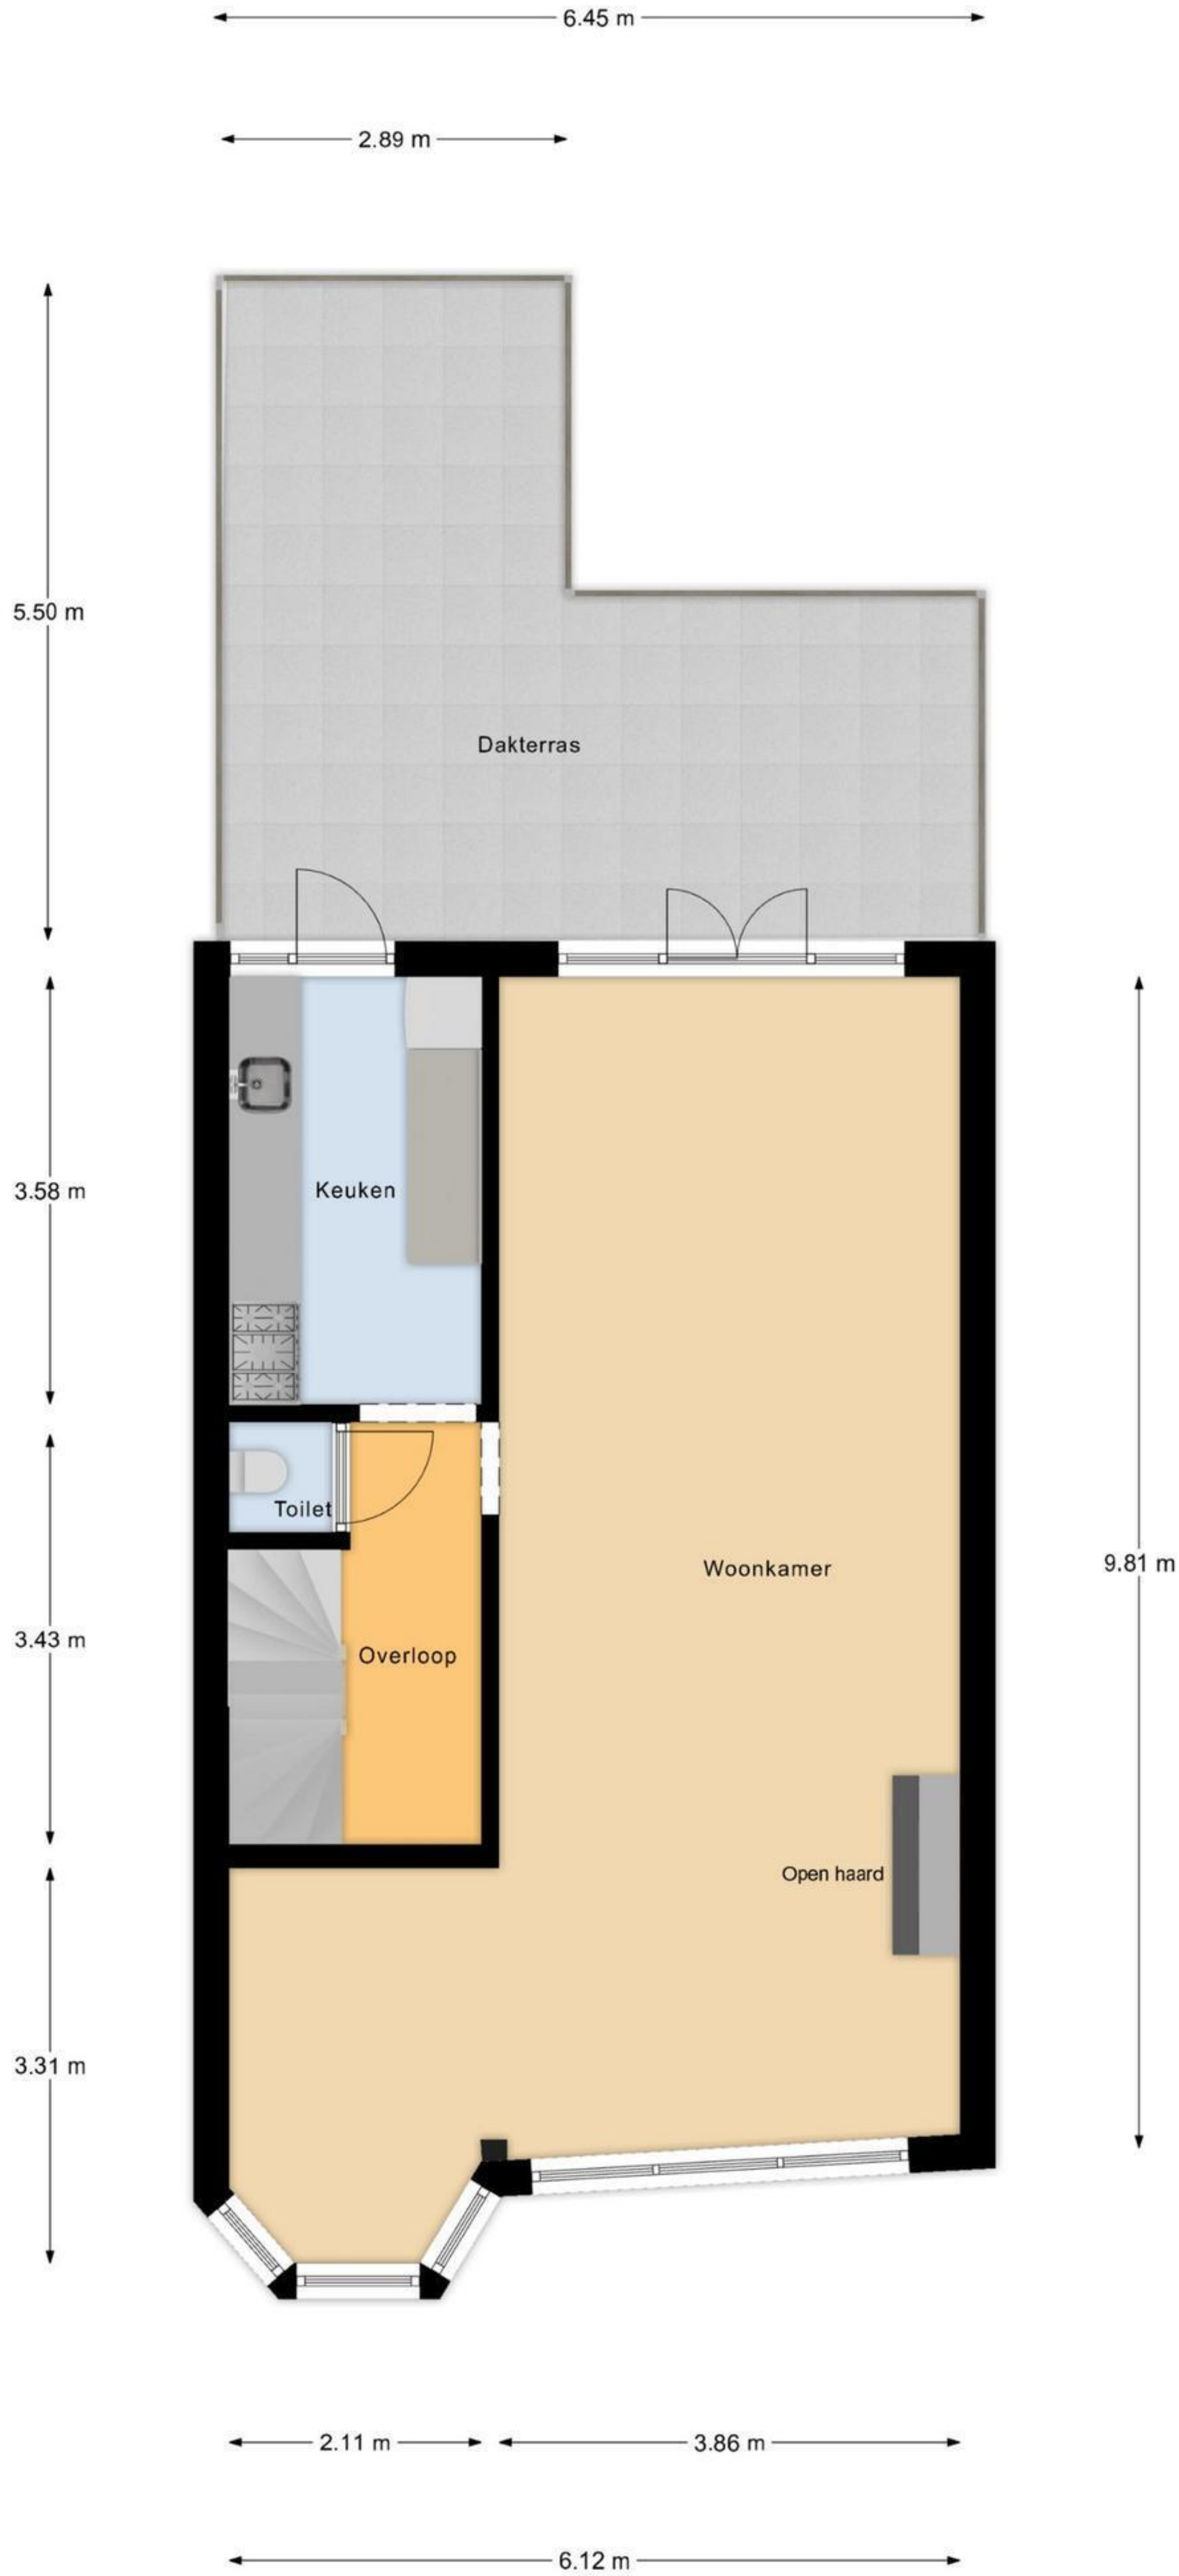 6.45 m
2.89 m
5.50 m
Dakterras
3.58 m
Keuken
Toilet
9.81 m
Woonkamer
3.43 m
Overloop
Open haard
3.31 m
2.11 m
3.86 m
6.12 m